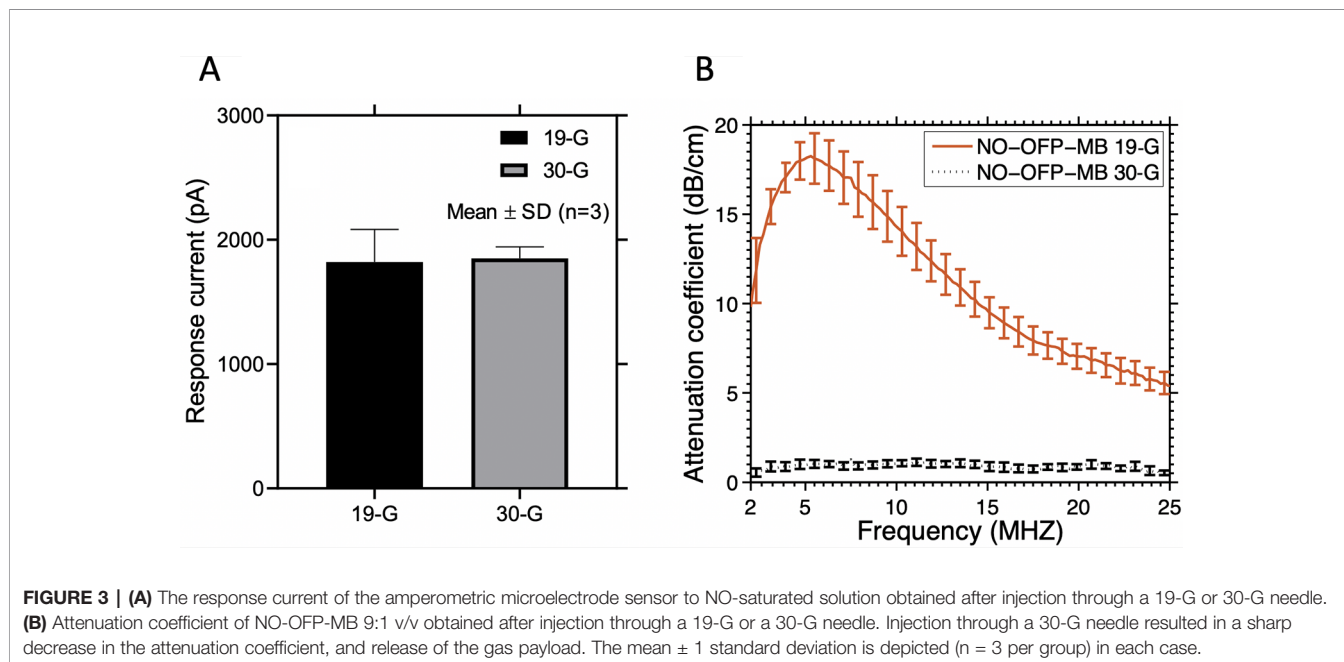 A
Response current (pA)
3000
2000
1000
0
19-G
30-G
Mean ± SD (n=3)
19-G 30-G
B
Attenuation coefficient (dB/cm)
20
15
10
5
0
NO–OFP–MB 19-G
NO–OFP–MB 30-G
2 5 10 15 20 25
Frequency (MHZ)
FIGURE 3 | (A) The response current of the amperometric microelectrode sensor to NO-saturated solution obtained after injection through a 19-G or 30-G needle.
(B) Attenuation coefficient of NO-OFP-MB 9:1 v/v obtained after injection through a 19-G or a 30-G needle. Injection through a 30-G needle resulted in a sharp
decrease in the attenuation coefficient, and release of the gas payload. The mean ± 1 standard deviation is depicted (n = 3 per group) in each case.